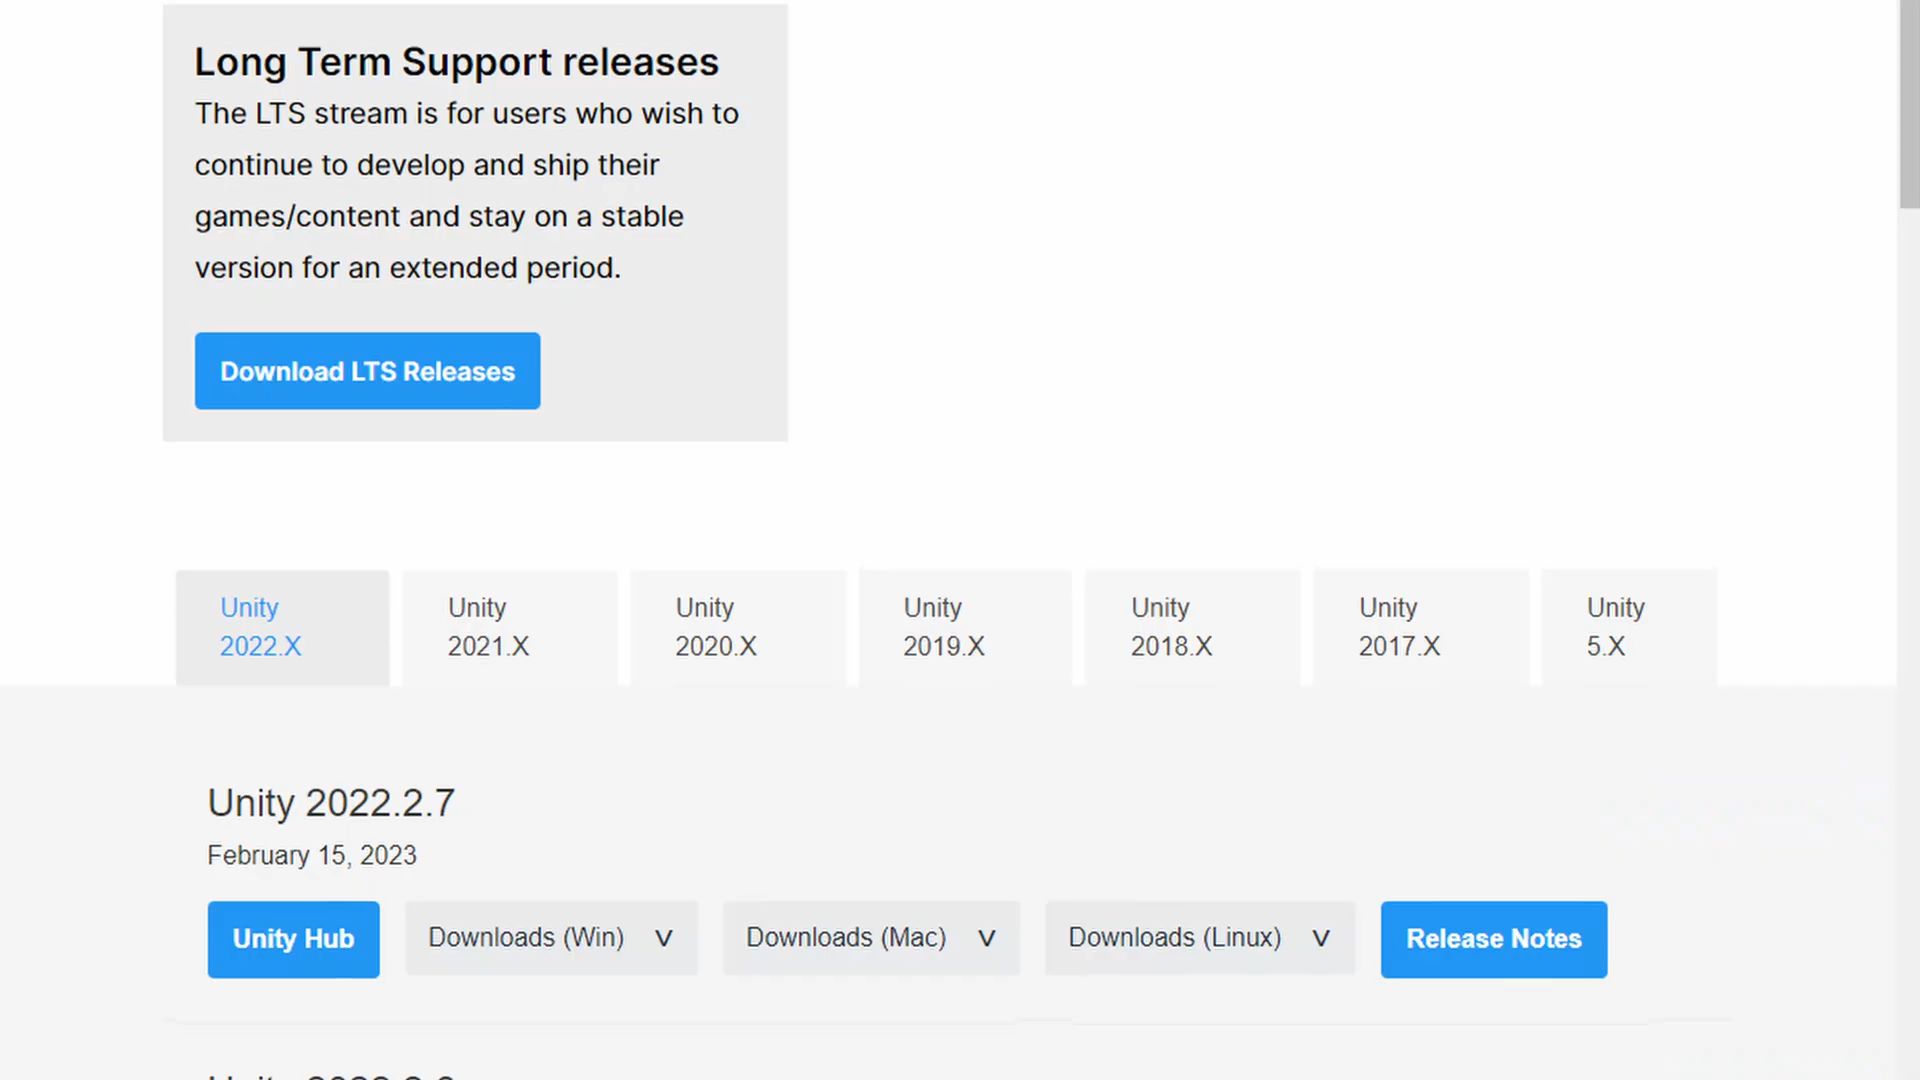 Long Term Support releases
The LTS stream is for users who wish to
continue to develop and ship their
games/content and stay on a stable
version for an extended period.
Download LTS Releases
Unity
2022.X
Unity
2021.X
Unity
2020.X
Unity
2019.X
Unity
2018.X
Unity
2017.X
Unity
5.X
Unity 2022.2.7
February 15, 2023
Unity Hub
Downloads (Win) V
Downloads (Mac) V
Downloads (Linux) V
Release Notes